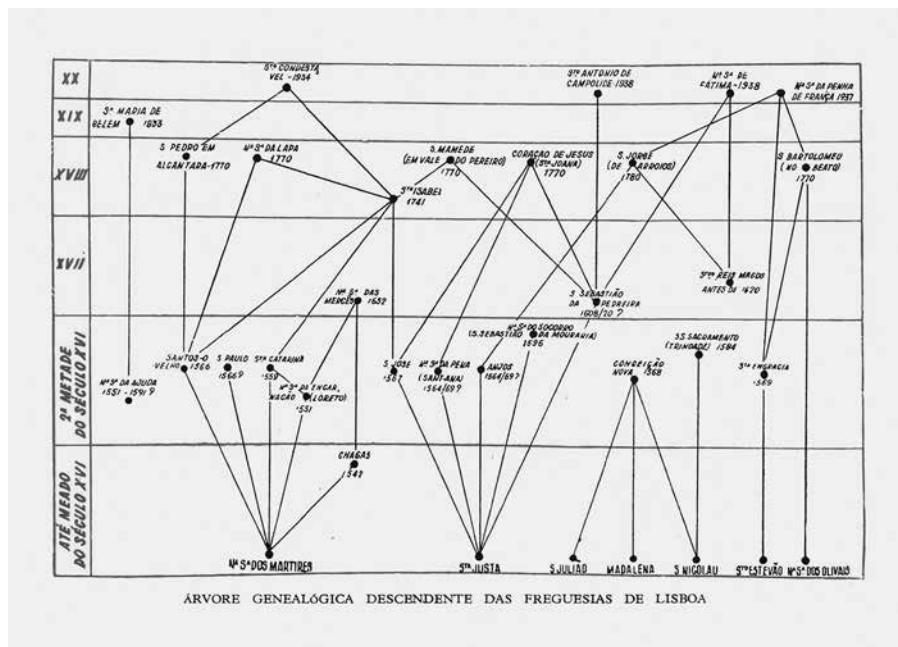 XX
STO CONDESTÁ
VEL - 1934
STO ANTONIO DE
CAMPOLIDE - 1938
Nª Sª DE
FÁTIMA - 1938
Nª Sª DA PENHA
DE FRANÇA 1937
XIX
Sª MARIA DE
BELEM 1833
XVIII
S PEDRO EM
ALCANTARA - 1770
Nª Sª DA LAPA
1770
S. MAMEDE
(EM VALE DO PEREIRO)
1770
CORAÇÃO DE JESUS
(STA JOANA)
1770
S. JORGE
(DE ARROIOS)
1780
S BARTOLOMEU
(NO BEATO)
1770
STA ISABEL
1741
XVII
Nª Sª DAS
MERCÊS 1652
S SEBASTIÃO
DA PEDREIRA
1608/20 ?
STOS REIS MAGOS
ANTES DE 1620
2ª METADE
DO SÉCULO XVI
Nª Sª DA AJUDA
1551 - 1591?
SANTOS-O
VELHO 1566
S PAULO
1566?
STA CATARINA
1559
Nª Sª DA ENCAR,
NAÇÃO (LORETO)
1551
S. JOSE
1567
Nª Sª DA PENA
(SANT-ANA)
1564/69?
ANJOS
1564/69?
Nª Sª DO SOCORRO
(S. SEBASTIÃO DA MOURARIA)
1596
CONCEIÇÃO
NOVA 1568
SS SACRAMENTO
(TRINDADE) 1584
STA ENGRACIA
1569
ATÉ MEADO
DO SÉCULO XVI
CHAGAS
1542
Nª Sª DOS MARTIRES
STA JUSTA
S JULIÃO
MADALENA
S NICOLAU
STO ESTEVÃO
Nª Sª DOS OLIVAIS
ÁRVORE GENEALÓGICA DESCENDENTE DAS FREGUESIAS DE LISBOA